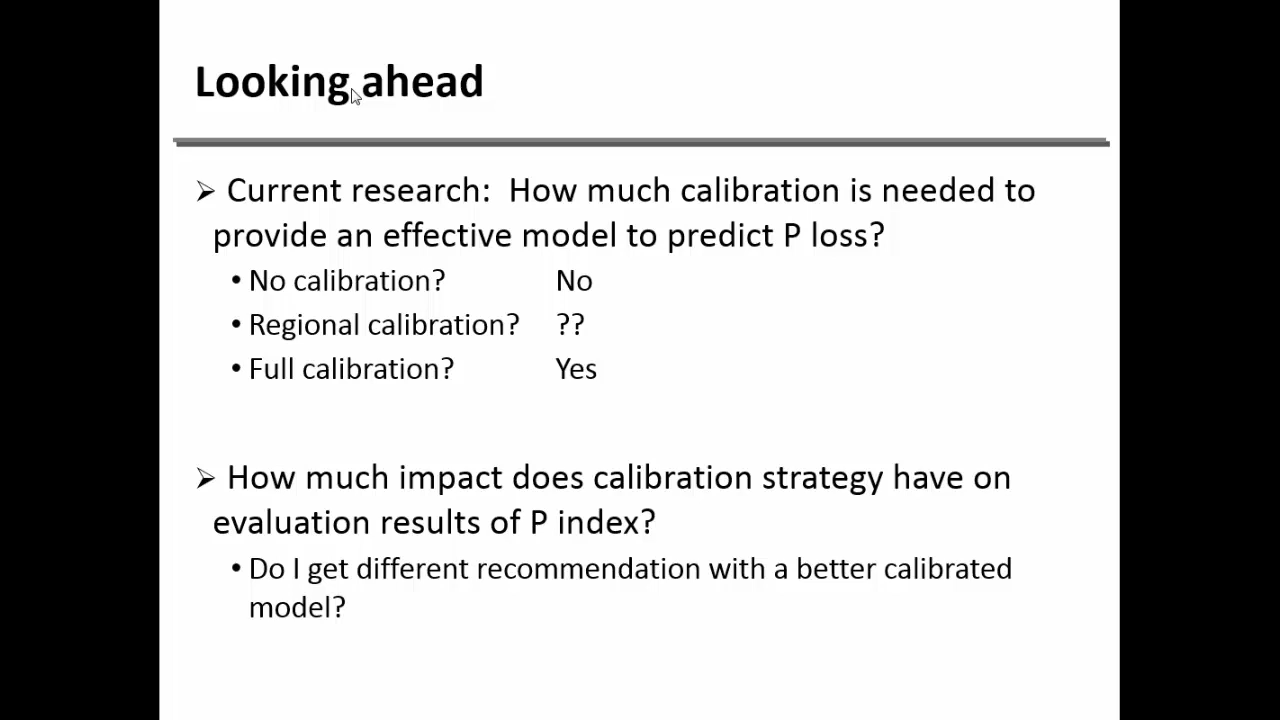 Looking ahead
➢ Current research:  How much calibration is needed to
provide an effective model to predict P loss?
• No calibration? No
• Regional calibration? ??
• Full calibration? Yes
➢ How much impact does calibration strategy have on
evaluation results of P index?
• Do I get different recommendation with a better calibrated
model?